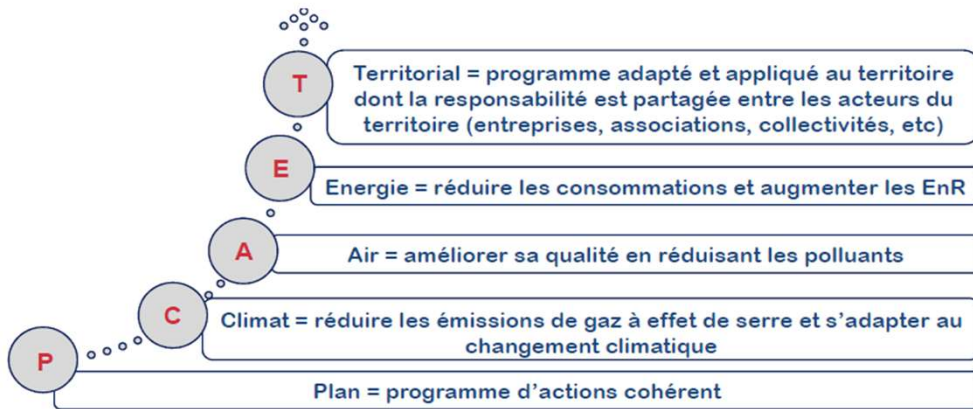 T
Territorial = programme adapté et appliqué au territoire
dont la responsabilité est partagée entre les acteurs du
territoire (entreprises, associations, collectivités, etc)
E
Energie = réduire les consommations et augmenter les EnR
A
Air = améliorer sa qualité en réduisant les polluants
C
Climat = réduire les émissions de gaz à effet de serre et s'adapter au
changement climatique
P
Plan = programme d'actions cohérent